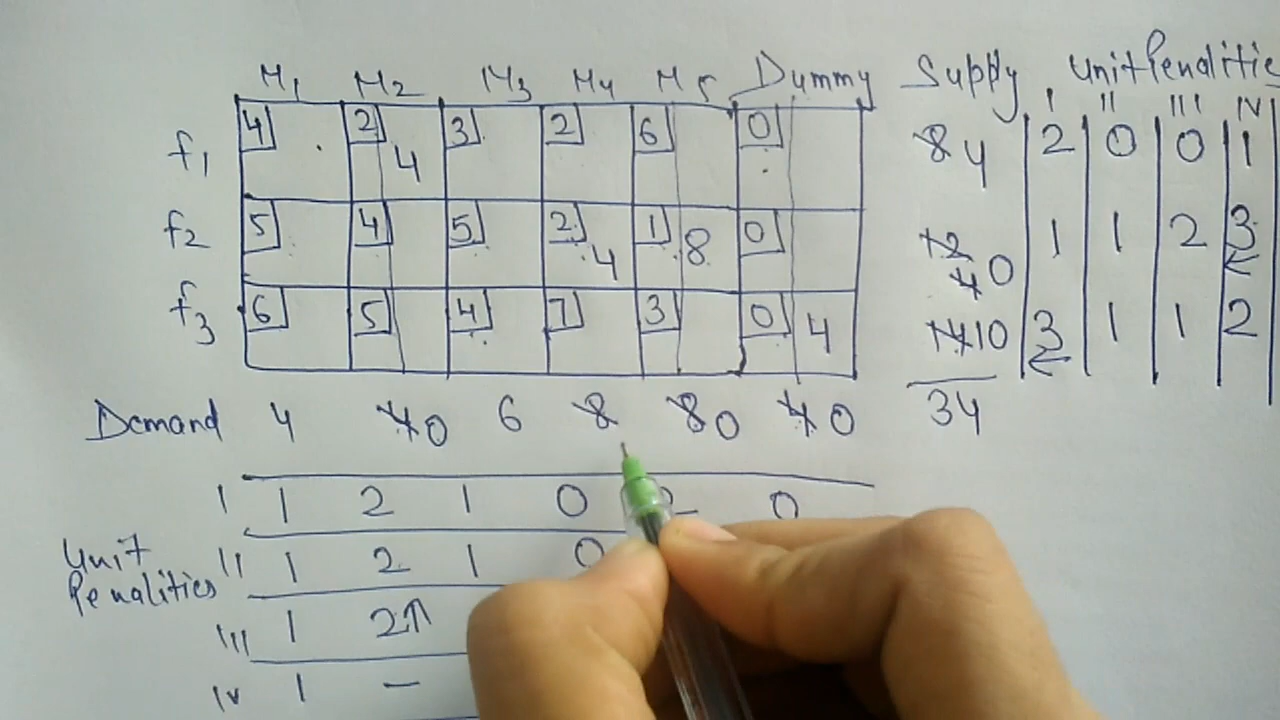 M1 M2 M3 M4 M5 Dummy Supply Unit Penalitie
I II III IV
f1 4 2 4 3 2 6 0 8 4 2 0 0 1
f2 5 4 5 2 4 1 8 0 12 4 0 1 1 2 3
f3 6 5 4 7 3 0 4 14 10 3 1 1 2
Demand 4 4 0 6 8 8 0 4 0 34
I 1 2 1 0 2 0
Unit Penalities
II 1 2 1 0
III 1 2
IV 1 —